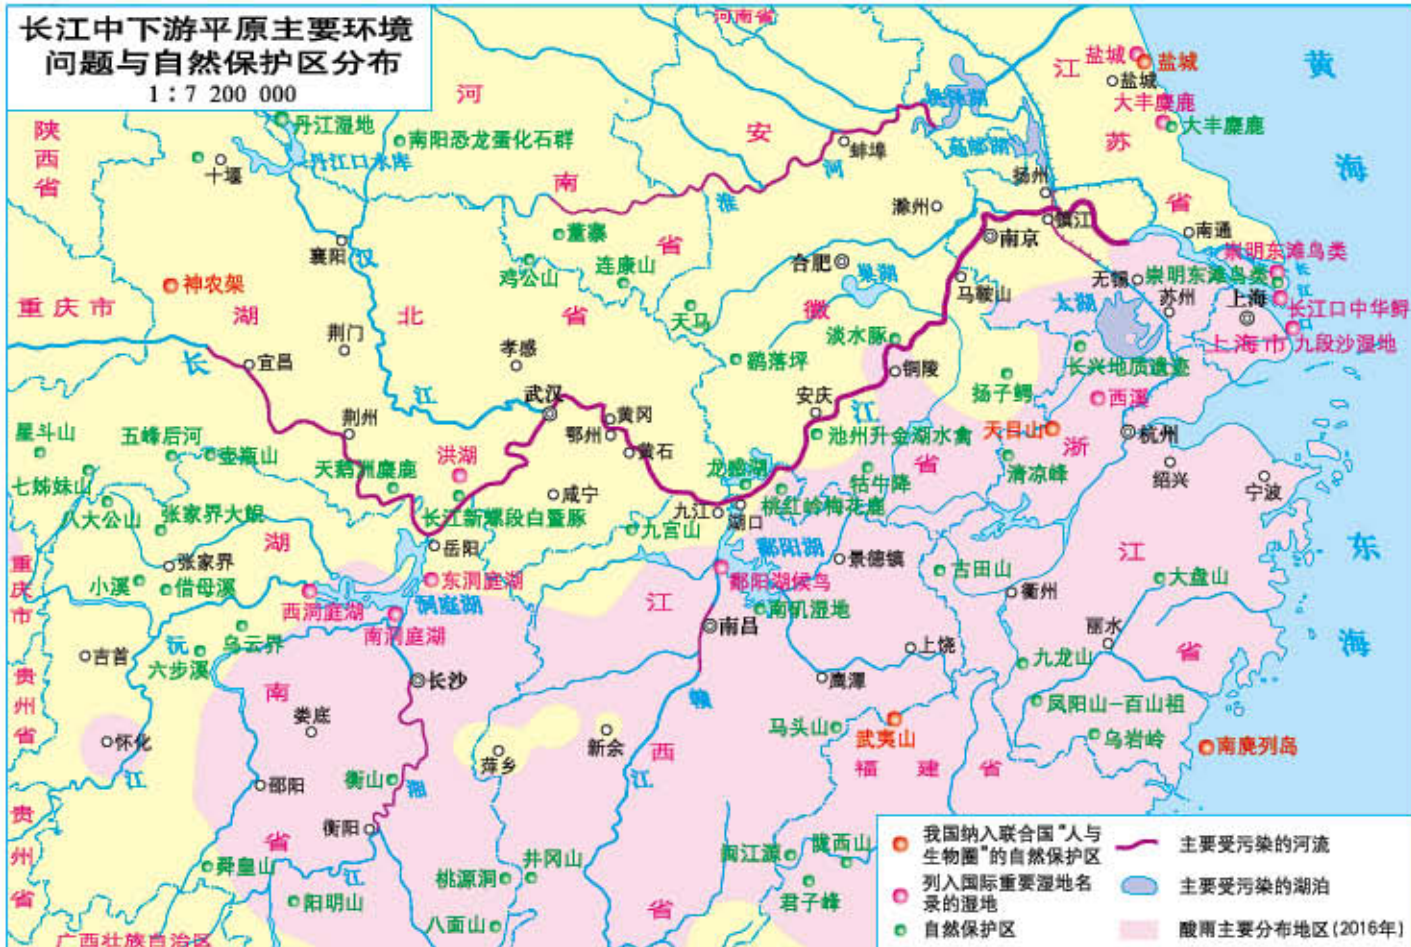 长江中下游平原主要环境
问题与自然保护区分布
1：7 200 000
河南省
盐城
盐城
盐城
江
黄
大丰麋鹿
大丰麋鹿
丹江湿地
河
安
苏
陕
西
省
南阳恐龙蛋化石群
蚌埠
高邮湖
海
十堰
丹江口水库
南
淮
河
扬州
滁州
省
镇江
南通
董寨
省
南京
崇明东滩鸟类
襄阳
汉
鸡公山
连康山
合肥
巢湖
无锡
崇明东滩鸟类
长
江
口
神农架
马鞍山
苏州
上海
长江口中华鲟
重庆市
湖
北
省
天马
徽
太湖
荆门
孝感
淡水豚
上海市
九段沙湿地
长
宜昌
鹞落坪
铜陵
长兴地质遗迹
江
武汉
安庆
江
扬子鳄
西溪
荆州
黄冈
鄂州
池州升金湖水禽
天目山
浙
杭州
星斗山
五峰后河
壶瓶山
洪湖
黄石
省
清凉峰
绍兴
七姊妹山
天鹅洲麋鹿
龙感湖
牯牛降
宁波
八大公山
咸宁
桃红岭梅花鹿
张家界大鲵
长江新螺段白暨豚
九江
湖口
九宫山
湖
岳阳
鄱阳湖
景德镇
江
东
重
庆
市
张家界
小溪
借母溪
东洞庭湖
鄱阳湖候鸟
古田山
大盘山
西洞庭湖
洞庭湖
江
南矶湿地
衢州
南洞庭湖
乌云界
南昌
丽水
海
沅
吉首
六步溪
上饶
九龙山
省
贵
州
省
南
长沙
鹰潭
赣
凤阳山－百山祖
娄底
马头山
武夷山
乌岩岭
怀化
新余
西
南麂列岛
萍乡
福建省
江
邵阳
衡山
湘
江
贵
州
省
衡阳
省
闽江源
陇西山
舜皇山
江
井冈山
桃源洞
君子峰
阳明山
八面山
省
广西壮族自治区
我国纳入联合国“人与
生物圈”的自然保护区
列入国际重要湿地名
录的湿地
自然保护区
主要受污染的河流
主要受污染的湖泊
酸雨主要分布地区(2016年)